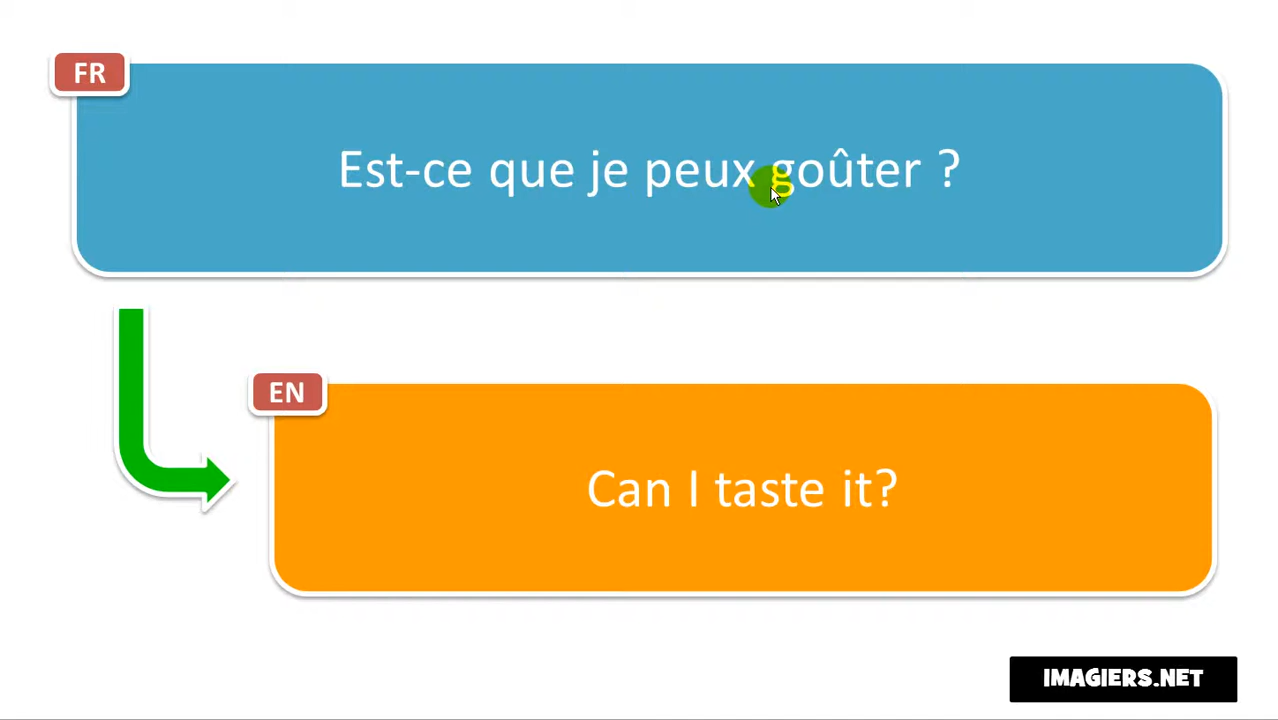 FR
Est-ce que je peux goûter ?
EN
Can I taste it?
IMAGIERS.NET